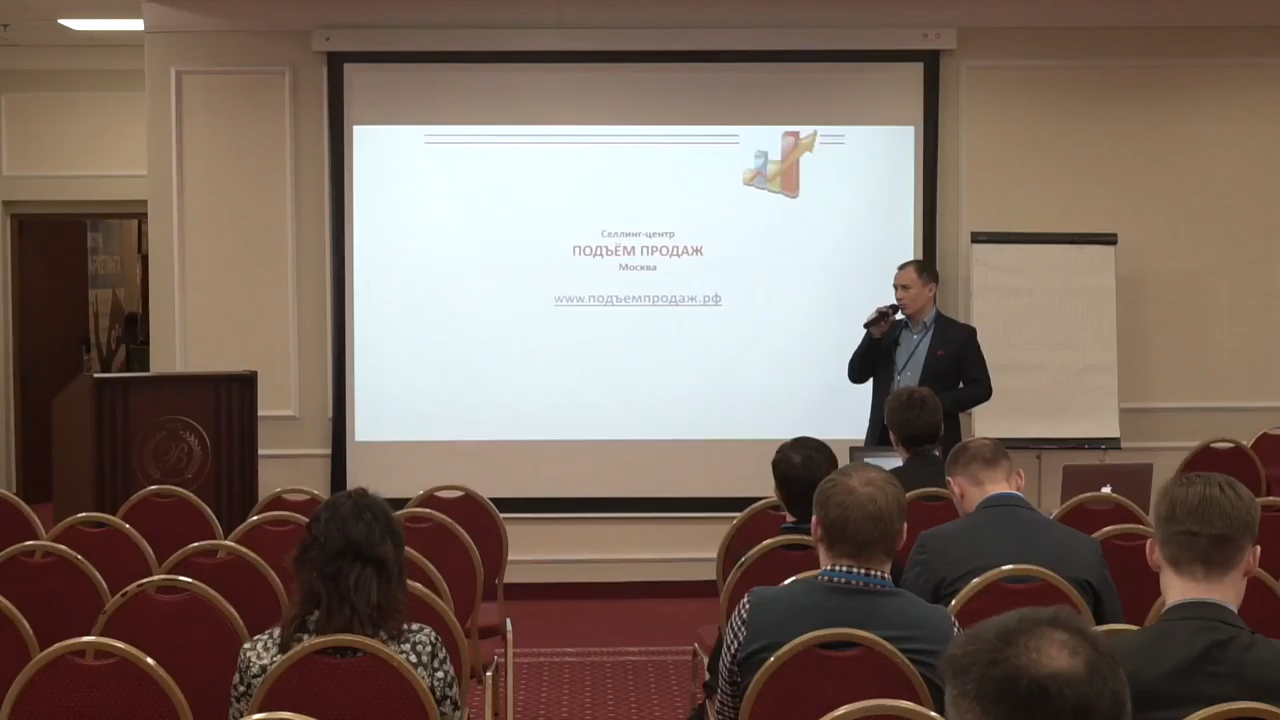 Селлинг-центр
ПОДЪЁМ ПРОДАЖ
Москва
www.подъемпродаж.рф